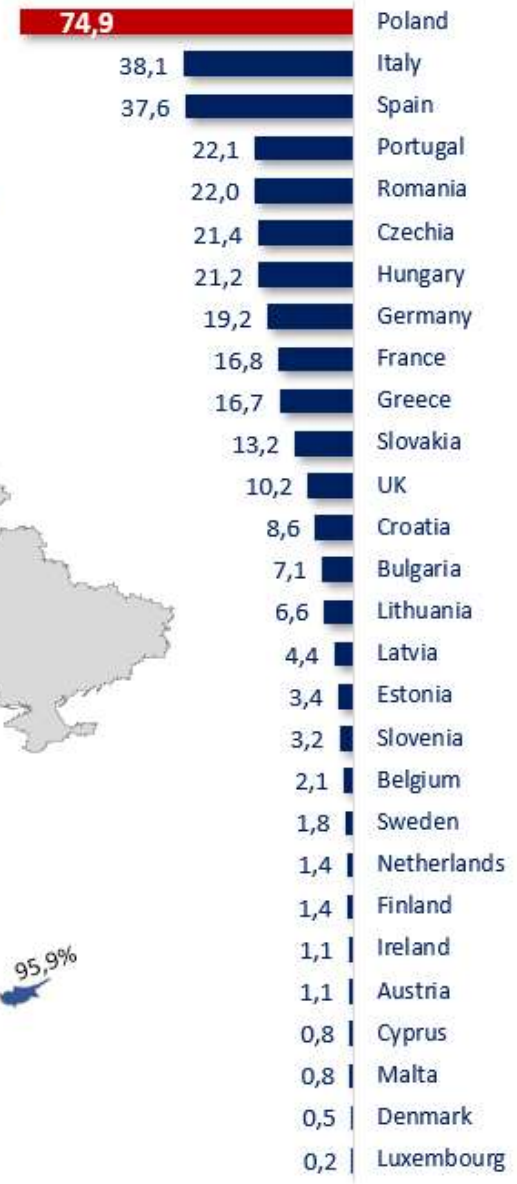 74,9 Poland
38,1 Italy
37,6 Spain
22,1 Portugal
22,0 Romania
21,4 Czechia
21,2 Hungary
19,2 Germany
16,8 France
16,7 Greece
13,2 Slovakia
10,2 UK
8,6 Croatia
7,1 Bulgaria
6,6 Lithuania
4,4 Latvia
3,4 Estonia
3,2 Slovenia
2,1 Belgium
1,8 Sweden
1,4 Netherlands
1,4 Finland
95,9%
1,1 Ireland
1,1 Austria
0,8 Cyprus
0,8 Malta
0,5 Denmark
0,2 Luxembourg